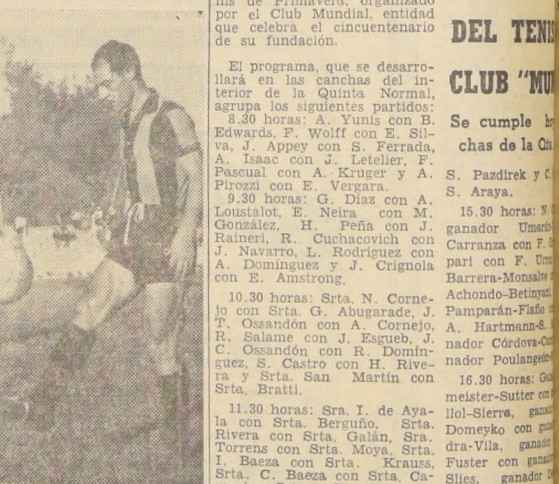 nis de Primavera, organizado
por el Club Mundial, entidad
que celebra el cincuentenario
de su fundación.
El programa, que se desarro-
llará en las canchas del in-
terior de la Quinta Normal,
agrupa los siguientes partidos:
8.30 horas: A. Yunis con B.
Edwards, F. Wolff con E. Sil-
va, J. Appey con S. Ferrada,
A. Isaac con J. Letelier, F.
Pascual con A. Kruger y A.
Pirozzi con E. Vergara.
9.30 horas: G. Díaz con A.
Loustalot, E. Neira con M.
González, H. Peña con J.
Raineri, R. Cuchacovich con
J. Navarro, L. Rodríguez con
A. Domínguez y J. Crignola
con E. Amstrong.
10.30 horas: Srta. N. Corne-
jo con Srta. G. Abugarade, J.
T. Ossandón con A. Cornejo,
R. Salame con J. Esgueb, J.
C. Ossandón con R. Domín-
guez, S. Castro con H. Rive-
ra y Srta. San Martín con
Srta. Bratti.
11.30 horas: Sra. I. de Aya-
la con Srta. Berguño, Srta.
Rivera con Srta. Galán, Sra.
Torrens con Srta. Moya, Srta.
I. Baeza con Srta. Krauss,
Srta. C. Baeza con Srta. Ca-
DEL TENIS
CLUB "MU
Se cumple
chas de la
S. Pazdirek y C.
S. Araya.
15.30 horas: N.
ganador
Carranza con F.
pari con F.
Barrera-Monsalve
Pamparán-Flaño
A. Hartmann-S.
nador
nador
16.30 horas:
meister-Sutter con
llol-Sierra,
Domeyko con
dra-Vila, ganador
Fuster con
Slies, ganador